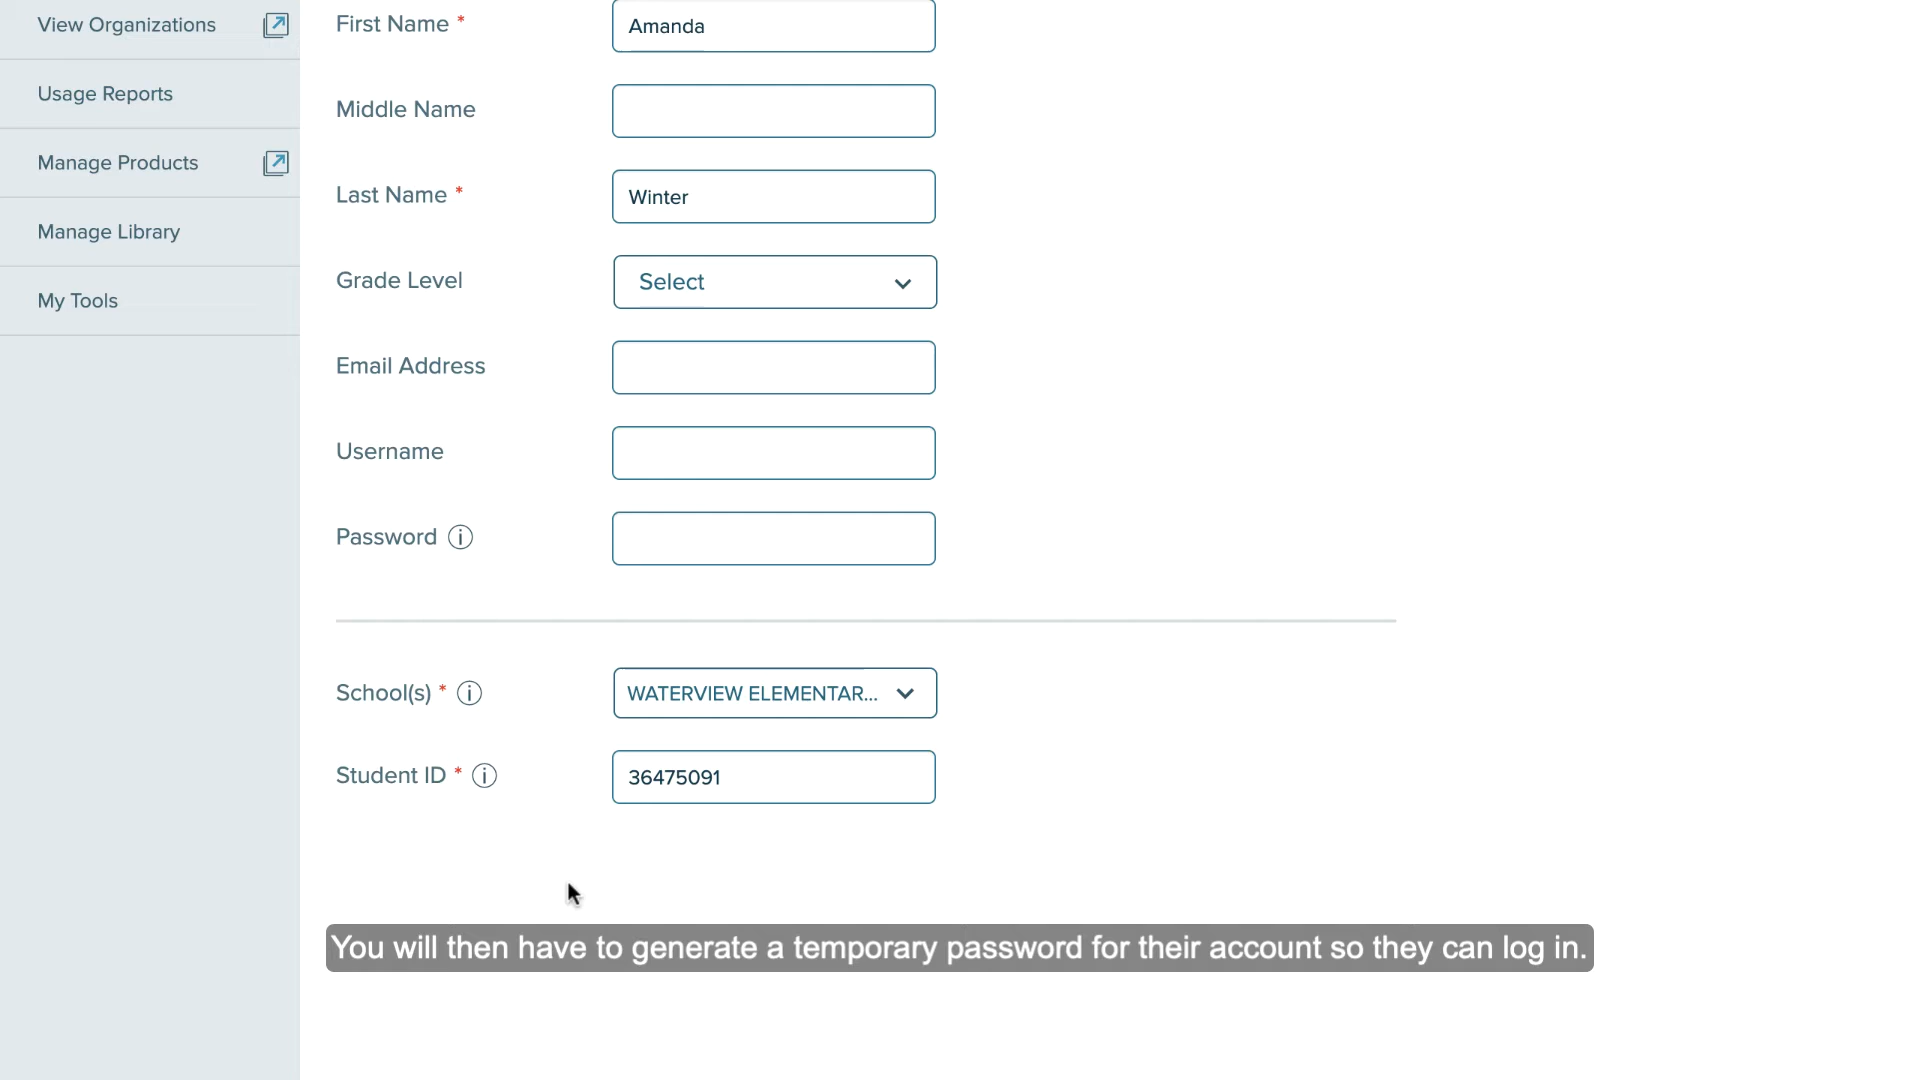 View Organizations
Usage Reports
Manage Products
Manage Library
My Tools
First Name *
Amanda
Middle Name
Last Name *
Winter
Grade Level
Select
Email Address
Username
Password
School(s) *
WATERVIEW ELEMENTAR...
Student ID *
36475091
You will then have to generate a temporary password for their account so they can log in.